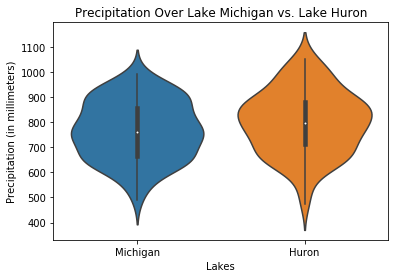 Precipitation Over Lake Michigan vs. Lake Huron
1100
1000
900
800
700
600
500
400
Precipitation (in millimeters)
Michigan
Huron
Lakes